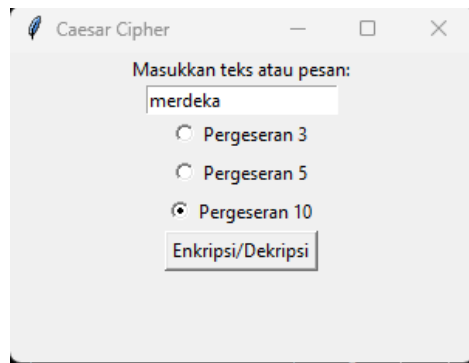 Caesar Cipher
Masukkan teks atau pesan:
merdeka
Pergeseran 3
Pergeseran 5
Pergeseran 10
Enkripsi/Dekripsi